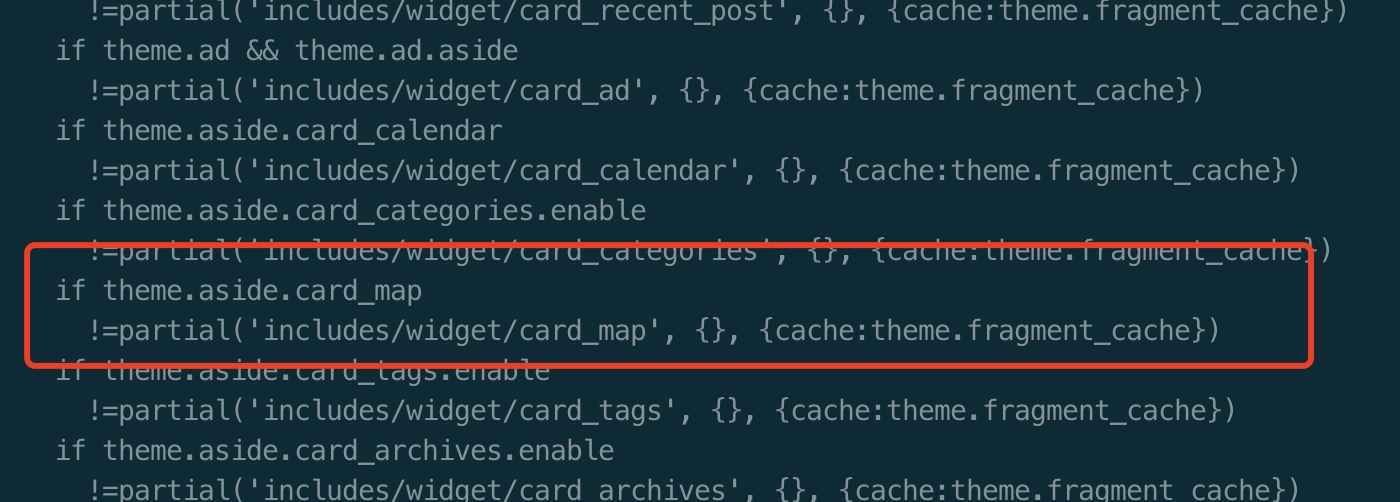 !=partial('includes/widget/card_recent_post', {}, {cache:theme.fragment_cache})
if theme.ad && theme.ad.aside
!=partial('includes/widget/card_ad', {}, {cache:theme.fragment_cache})
if theme.aside.card_calendar
!=partial('includes/widget/card_calendar', {}, {cache:theme.fragment_cache})
if theme.aside.card_categories.enable
!=partial('includes/widget/card_categories', {}, {cache:theme.fragment_cache})
if theme.aside.card_map
!=partial('includes/widget/card_map', {}, {cache:theme.fragment_cache})
if theme.aside.card_tags.enable
!=partial('includes/widget/card_tags', {}, {cache:theme.fragment_cache})
if theme.aside.card_archives.enable
!=partial('includes/widget/card_archives', {}, {cache:theme.fragment_cache})